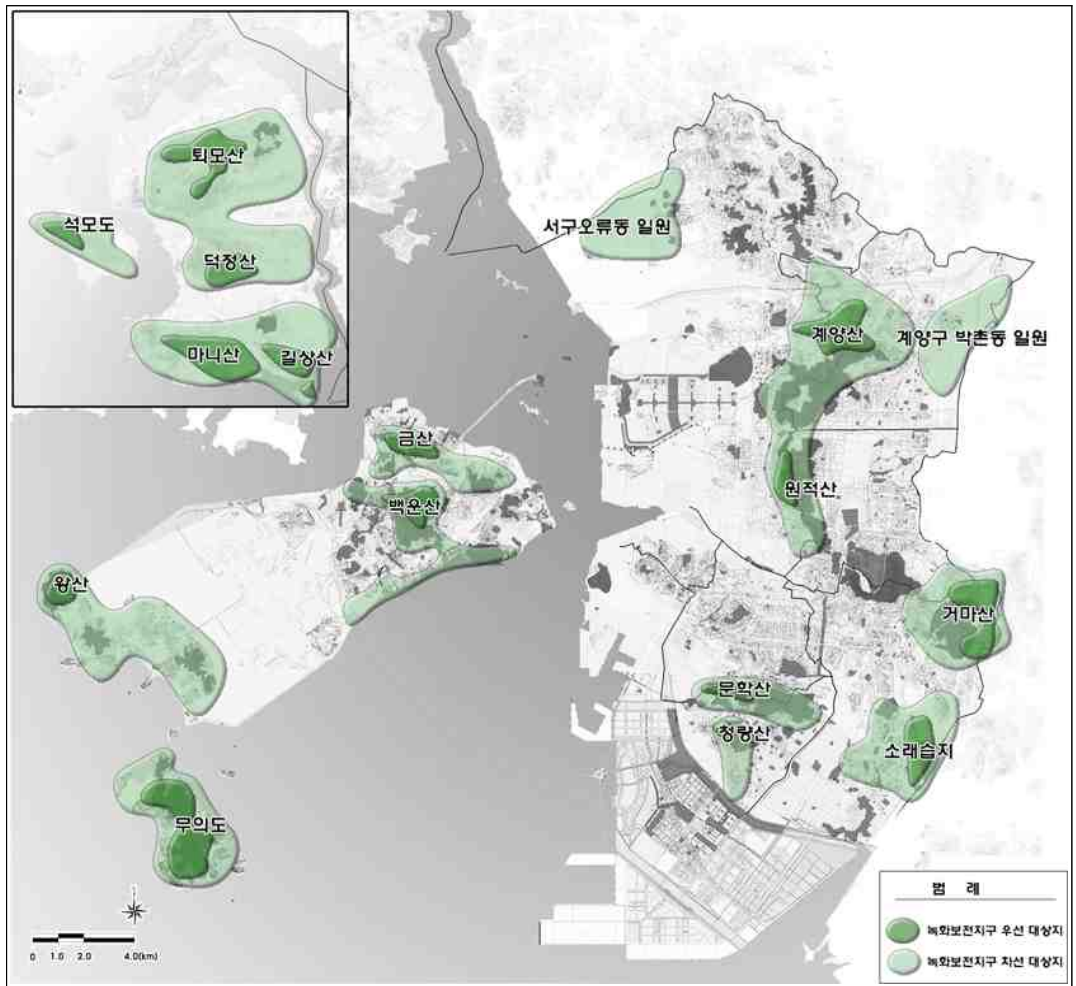 퇴모산
석모도
덕정산
마니산
길상산
서구오류동 일원
계양산
계양구 박촌동 일원
금산
원적산
백운산
왕산
거마산
문학산
청량산
소래습지
무의도
범 례
녹화보전지구 우선 대상지
녹화보전지구 차선 대상지
0 1.0 2.0 4.0(km)